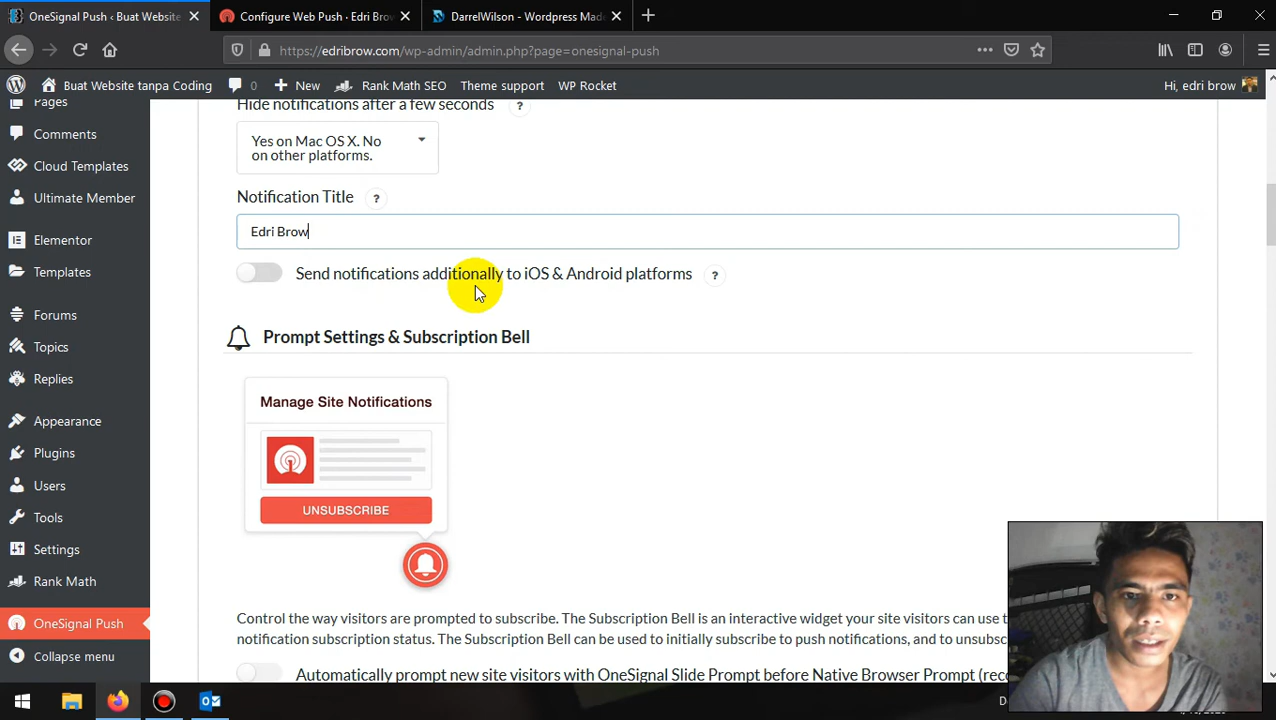 OneSignal Push ‹ Buat Website
Configure Web Push · Edri Brow
DarrelWilson - Wordpress Made
https://edribrow.com/wp-admin/admin.php?page=onesignal-push
Buat Website tanpa Coding
0
New
Rank Math SEO
Theme support
WP Rocket
Hi, edri brow
Pages
Comments
Cloud Templates
Ultimate Member
Elementor
Templates
Forums
Topics
Replies
Appearance
Plugins
Users
Tools
Settings
Rank Math
OneSignal Push
Collapse menu
Hide notifications after a few seconds ?
Yes on Mac OS X. No
on other platforms.
Notification Title ?
Edri Brow
Send notifications additionally to iOS & Android platforms ?
Prompt Settings & Subscription Bell
Manage Site Notifications
UNSUBSCRIBE
Control the way visitors are prompted to subscribe. The Subscription Bell is an interactive widget your site visitors can use t
notification subscription status. The Subscription Bell can be used to initially subscribe to push notifications, and to unsubsc
Automatically prompt new site visitors with OneSignal Slide Prompt before Native Browser Prompt (reco
D